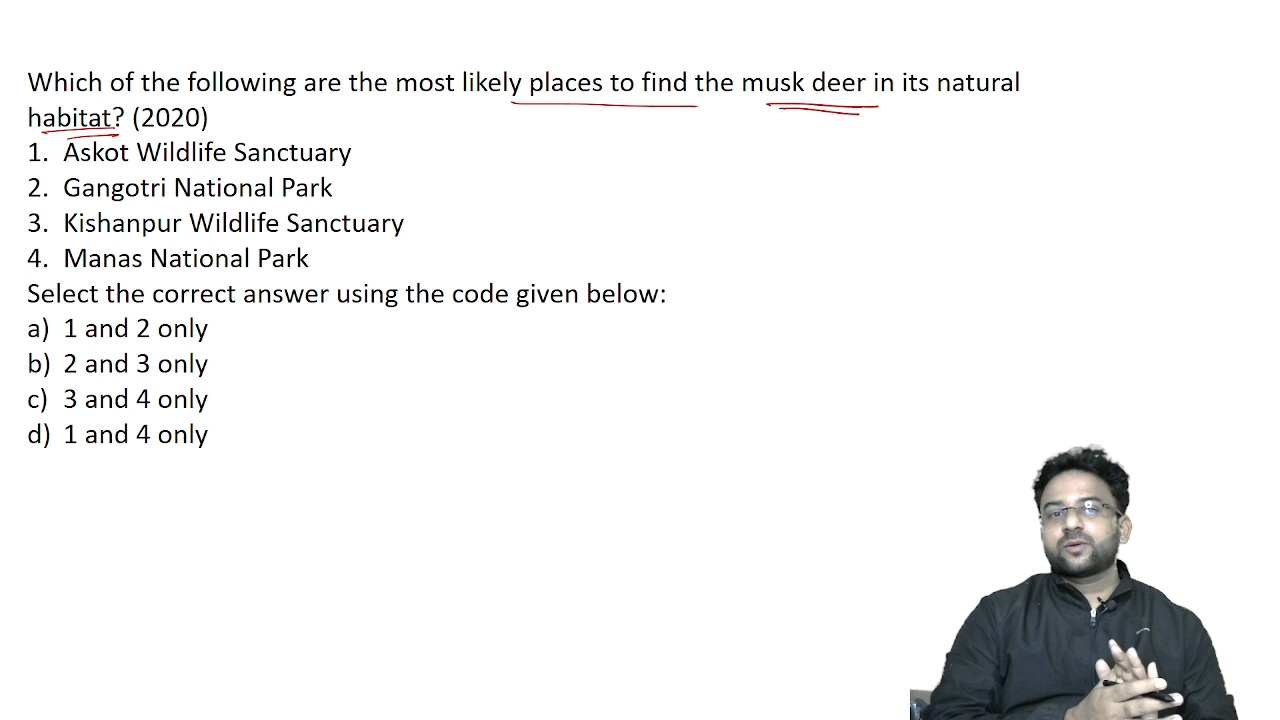 Which of the following are the most likely places to find the musk deer in its natural
habitat? (2020)
1. Askot Wildlife Sanctuary
2. Gangotri National Park
3. Kishanpur Wildlife Sanctuary
4. Manas National Park
Select the correct answer using the code given below:
a) 1 and 2 only
b) 2 and 3 only
c) 3 and 4 only
d) 1 and 4 only